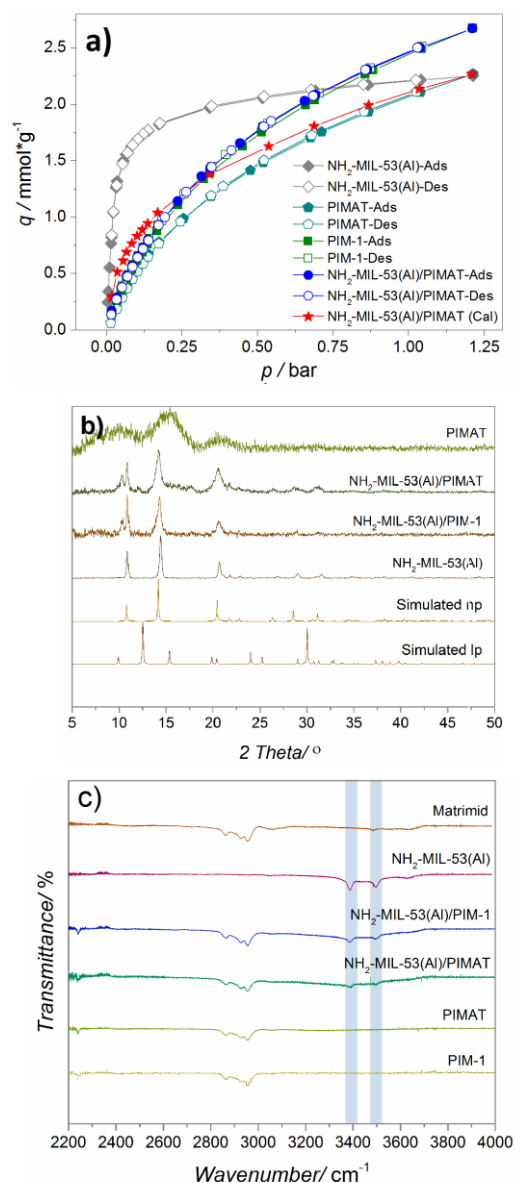 a)
3.0
2.5
2.0
1.5
1.0
0.5
0.0
q / mmol*g⁻¹
NH₂-MIL-53(Al)-Ads
NH₂-MIL-53(Al)-Des
PIMAT-Ads
PIMAT-Des
PIM-1-Ads
PIM-1-Des
NH₂-MIL-53(Al)/PIMAT-Ads
NH₂-MIL-53(Al)/PIMAT-Des
NH₂-MIL-53(Al)/PIMAT (Cal)
0.00 0.25 0.50 0.75 1.00 1.25
p / bar
b)
PIMAT
NH₂-MIL-53(Al)/PIMAT
NH₂-MIL-53(Al)/PIM-1
NH₂-MIL-53(Al)
Simulated np
Simulated lp
5 10 15 20 25 30 35 40 45 50
2 Theta/ °
c)
Transmittance/ %
Matrimid
NH₂-MIL-53(Al)
NH₂-MIL-53(Al)/PIM-1
NH₂-MIL-53(Al)/PIMAT
PIMAT
PIM-1
2200 2400 2600 2800 3000 3200 3400 3600 3800 4000
Wavenumber/ cm⁻¹